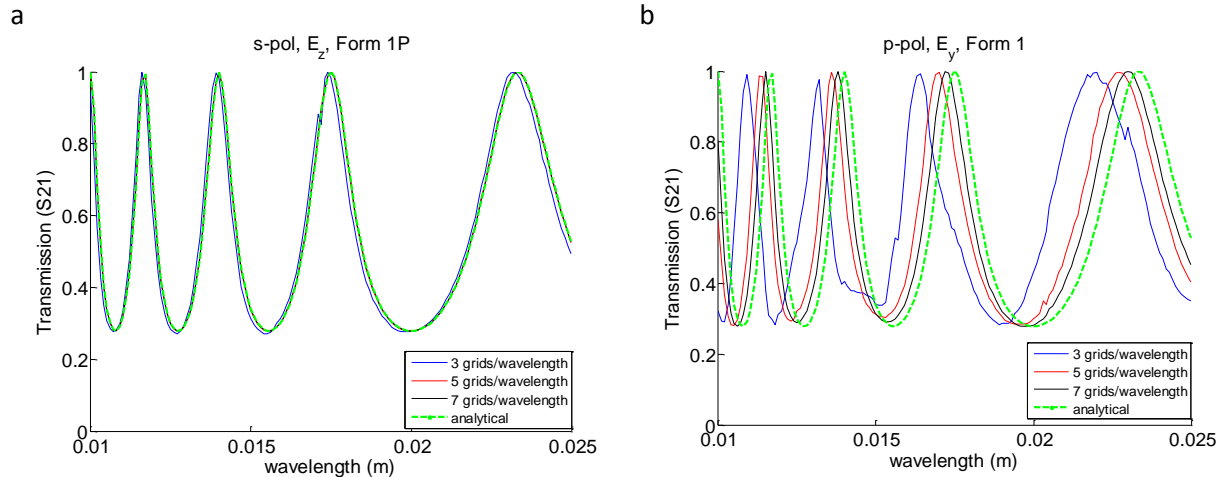 a
s-pol, E_z, Form 1P
Transmission (S21)
1
0.8
0.6
0.4
0.2
0
0.01
0.015
0.02
0.025
wavelength (m)
3 grids/wavelength
5 grids/wavelength
7 grids/wavelength
analytical
b
p-pol, E_y, Form 1
Transmission (S21)
1
0.8
0.6
0.4
0.2
0
0.01
0.015
0.02
0.025
wavelength (m)
3 grids/wavelength
5 grids/wavelength
7 grids/wavelength
analytical